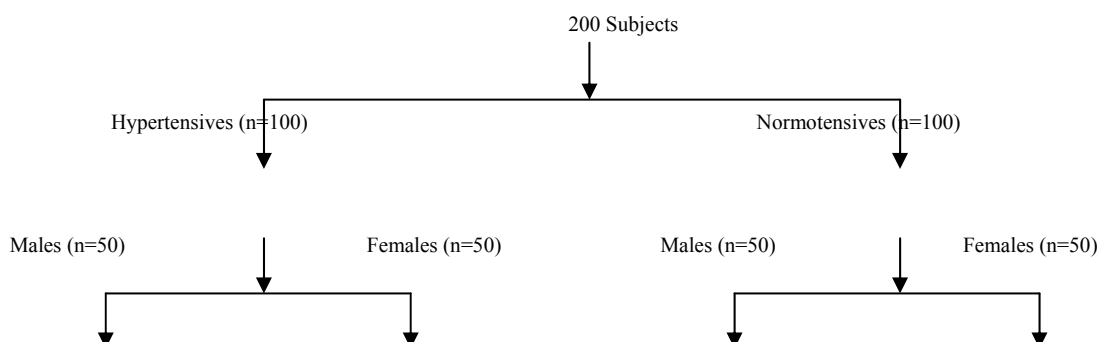 200 Subjects
Hypertensives (n=100)
Normotensives (n=100)
Males (n=50)
Females (n=50)
Males (n=50)
Females (n=50)